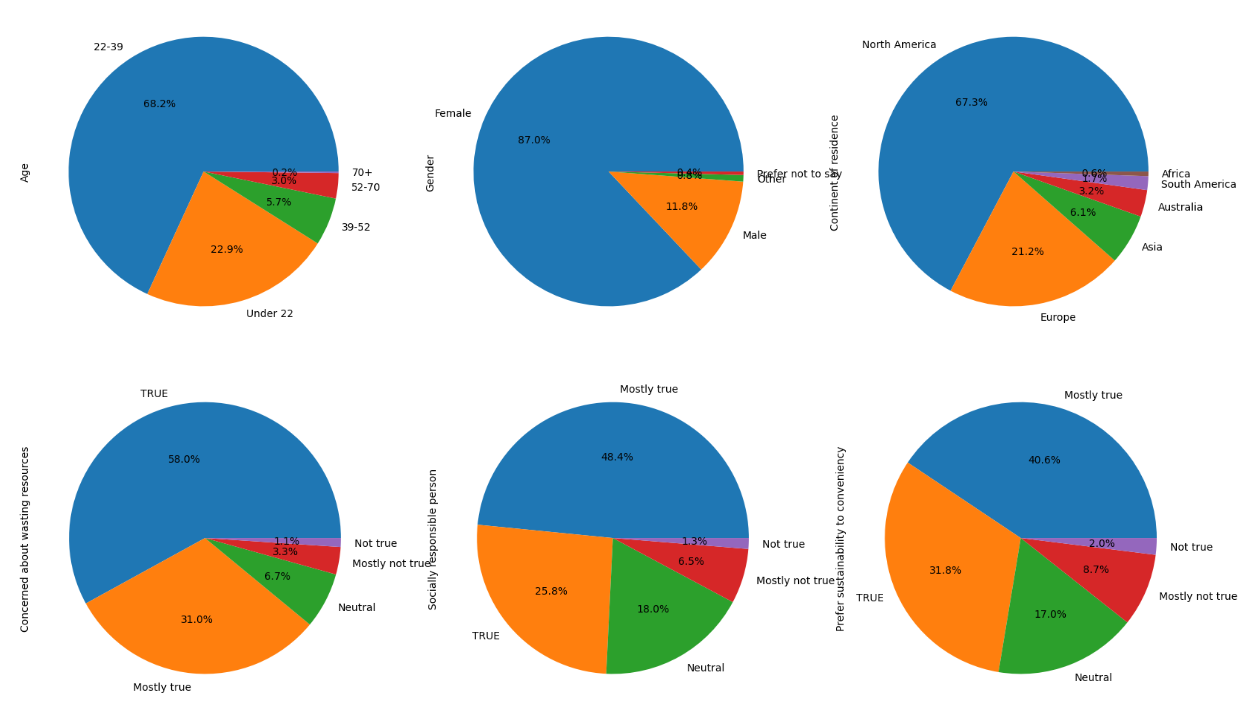 Age
22-39
68.2%
Under 22
22.9%
39-52
5.7%
52-70
3.0%
70+
0.2%
Gender
Female
87.0%
Male
11.8%
Other
0.8%
Prefer not to say
0.4%
Continent of residence
North America
67.3%
Europe
21.2%
Asia
6.1%
Australia
3.2%
South America
1.7%
Africa
0.6%
Concerned about wasting resources
TRUE
58.0%
Mostly true
31.0%
Neutral
6.7%
Mostly not true
3.3%
Not true
1.1%
Socially responsible person
Mostly true
48.4%
TRUE
25.8%
Neutral
18.0%
Mostly not true
6.5%
Not true
1.3%
Prefer sustainability to conveniency
Mostly true
40.6%
TRUE
31.8%
Neutral
17.0%
Mostly not true
8.7%
Not true
2.0%